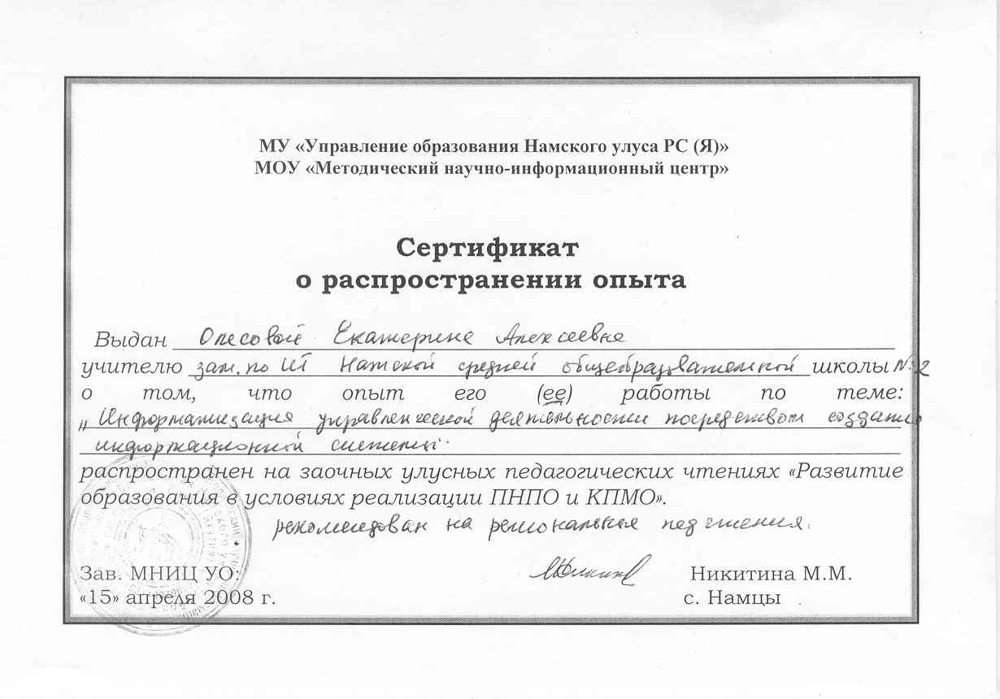 МУ «Управление образования Намского улуса РС (Я)»
МОУ «Методический научно-информационный центр»
Сертификат
о распространении опыта
Выдан Олесовой Екатерине Алексеевне
учителю зам. по ИТ Намской средней общеобразовательной школы №2
о том, что опыт его (ее) работы по теме:
„Информатизация управленческой деятельности посредством создания
информационной системы.
распространен на заочных улусных педагогических чтениях «Развитие
образования в условиях реализации ПНПО и КПМО».
рекомендован на региональные пед чтения.
Зав. МНИЦ УО: Никитина М.М.
«15» апреля 2008 г. с. Намцы